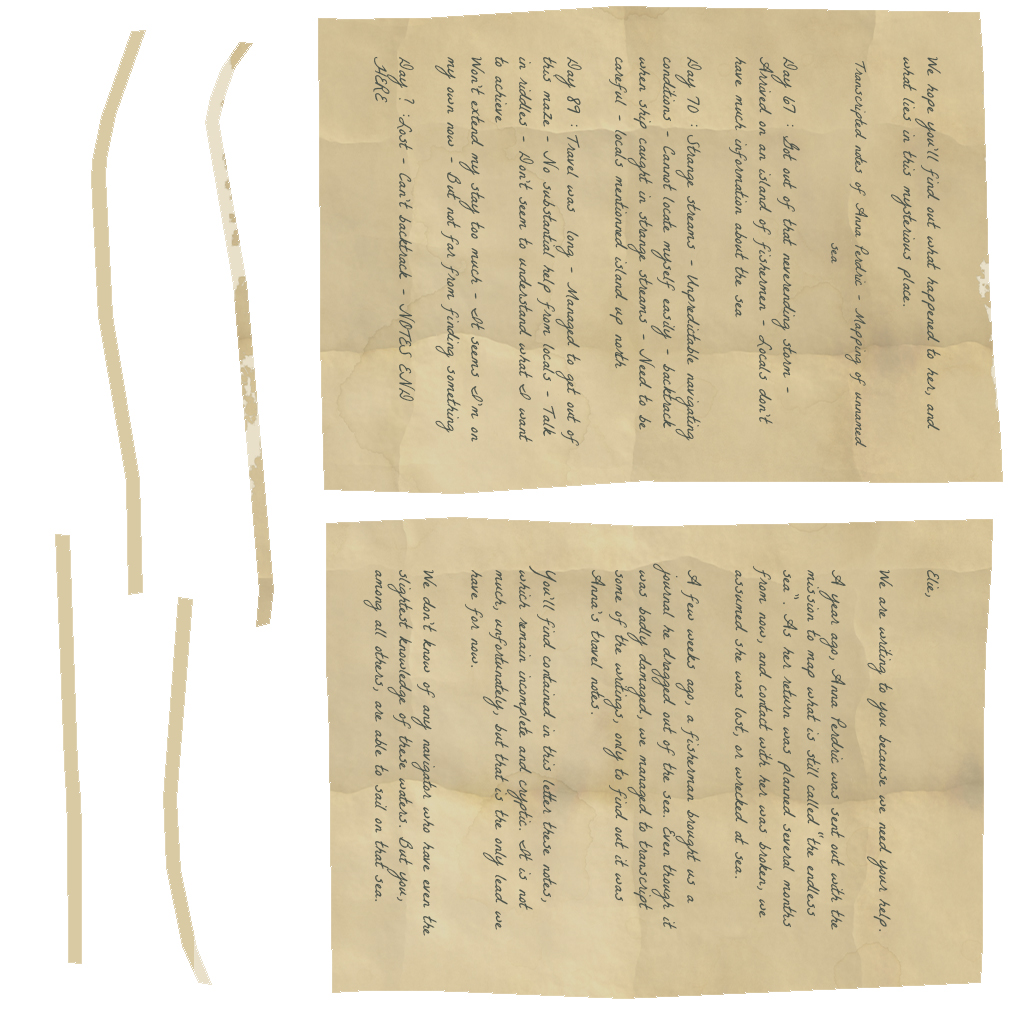 Elie,
We are writing to you because we need your help.
A year ago, Anna Perdric was sent out with the
mission to map what is still called "the endless
sea". As her return was planned several months
from now, and contact with her was broken, we
assumed she was lost, or wrecked at sea.
A few weeks ago, a fisherman brought us a
journal he dragged out of the sea. Even though it
was badly damaged, we managed to transcript
some of the writings, only to find out it was
Anna's travel notes.
You'll find contained in this letter these notes,
which remain incomplete and cryptic. It is not
much, unfortunately, but that is the only lead we
have for now.
We don't know of any navigator who have even the
slightest knowledge of these waters. But you,
among all others, are able to sail on that sea.
We hope you'll find out what happened to her, and
what lies in this mysterious place.
Transcripted notes of Anna Perdric - Mapping of unnamed
sea
Day 67 : Got out of that neverending storm -
Arrived on an island of fishermen - Locals don't
have much information about the sea
Day 70 : Strange streams - Unpredictable navigating
conditions - Cannot locate myself easily - backtrack
when ship caught in strange streams - Need to be
careful - locals mentionned island up north
Day 89 : Travel was long - Managed to get out of
this maze - No substantial help from locals - Talk
in riddles - Don't seem to understand what I want
to achieve
Won't extend my stay too much - It seems I'm on
my own now - But not far from finding something
Day ? : Lost - Can't backtrack - NOTES END
HERE